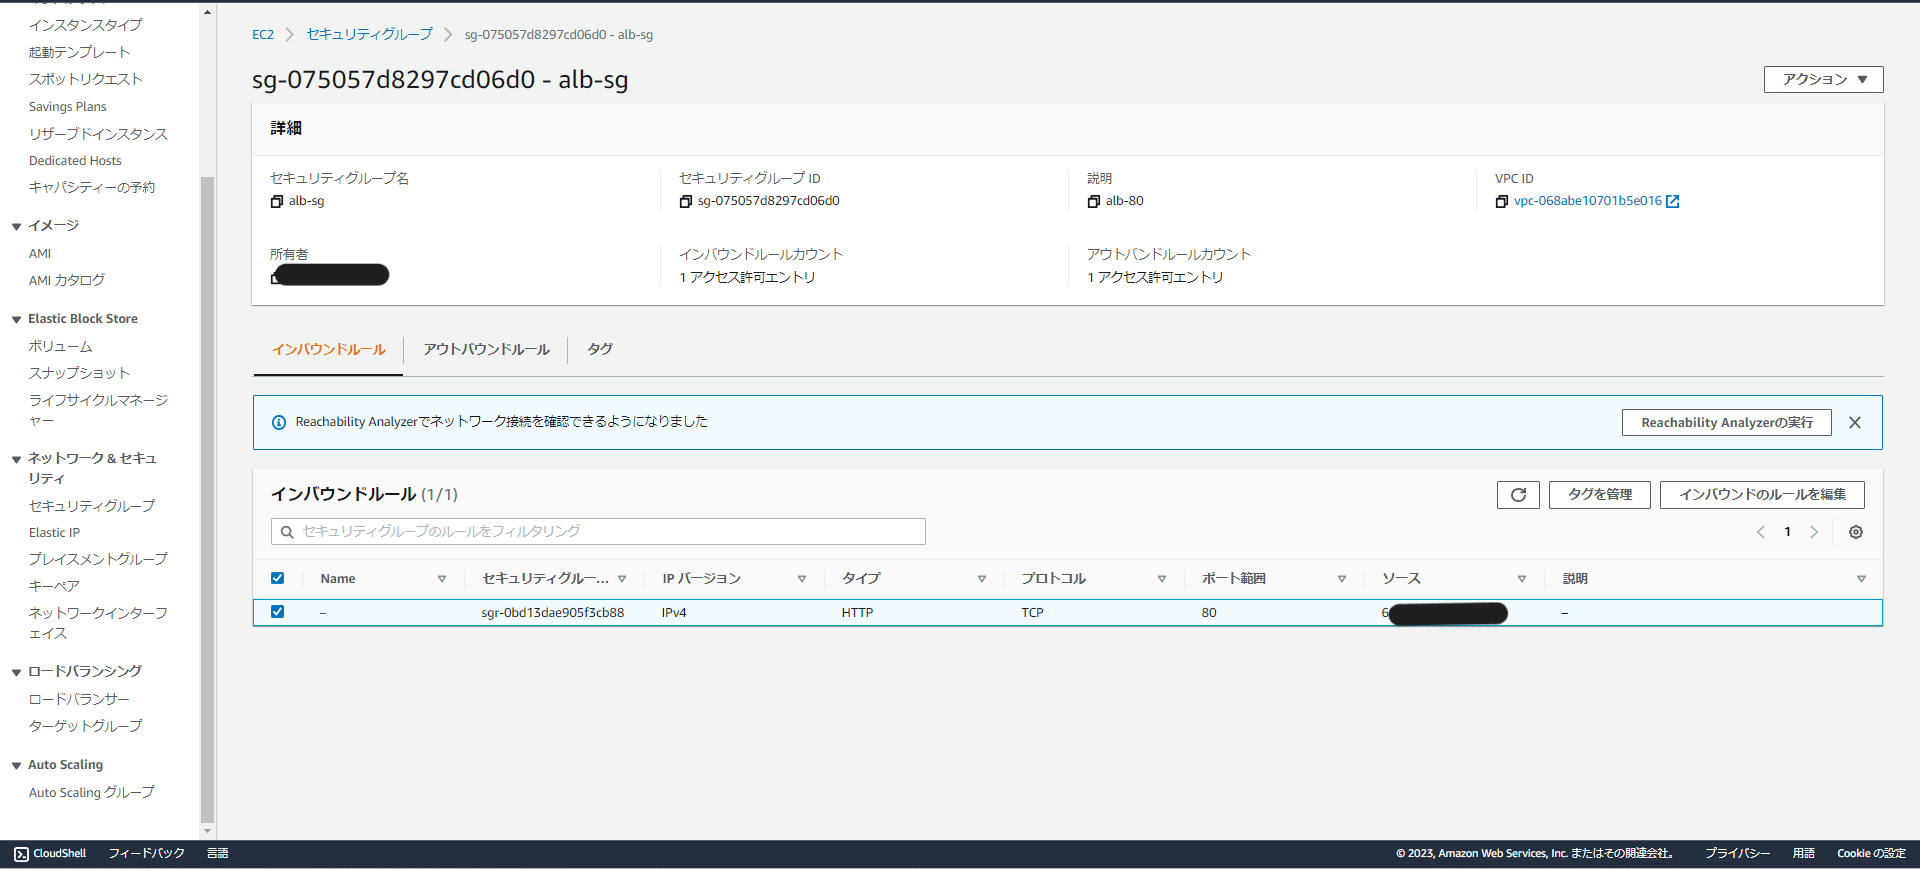 インスタンスタイプ
起動テンプレート
スポットリクエスト
Savings Plans
リザーブドインスタンス
Dedicated Hosts
キャパシティーの予約
イメージ
AMI
AMI カタログ
Elastic Block Store
ボリューム
スナップショット
ライフサイクルマネージ
ャー
ネットワーク & セキュ
リティ
セキュリティグループ
Elastic IP
プレイスメントグループ
キーペア
ネットワークインターフ
ェイス
ロードバランシング
ロードバランサー
ターゲットグループ
Auto Scaling
Auto Scaling グループ
EC2 セキュリティグループ sg-075057d8297cd06d0 - alb-sg
sg-075057d8297cd06d0 - alb-sg
アクション
詳細
セキュリティグループ名
alb-sg
セキュリティグループ ID
sg-075057d8297cd06d0
説明
alb-80
VPC ID
vpc-068abe10701b5e016
所有者
インバウンドルールカウント
1 アクセス許可エントリ
アウトバンドルールカウント
1 アクセス許可エントリ
インバウンドルール アウトバウンドルール タグ
Reachability Analyzerでネットワーク接続を確認できるようになりました
Reachability Analyzerの実行
インバウンドルール (1/1)
タグを管理 インバウンドのルールを編集
セキュリティグループのルールをフィルタリング
1
Name セキュリティグルー... IP バージョン タイプ プロトコル ポート範囲 ソース 説明
– sgr-0bd13dae905f3cb88 IPv4 HTTP TCP 80 6 –
CloudShell フィードバック 言語
© 2023, Amazon Web Services, Inc. またはその関連会社。 プライバシー 用語 Cookie の設定